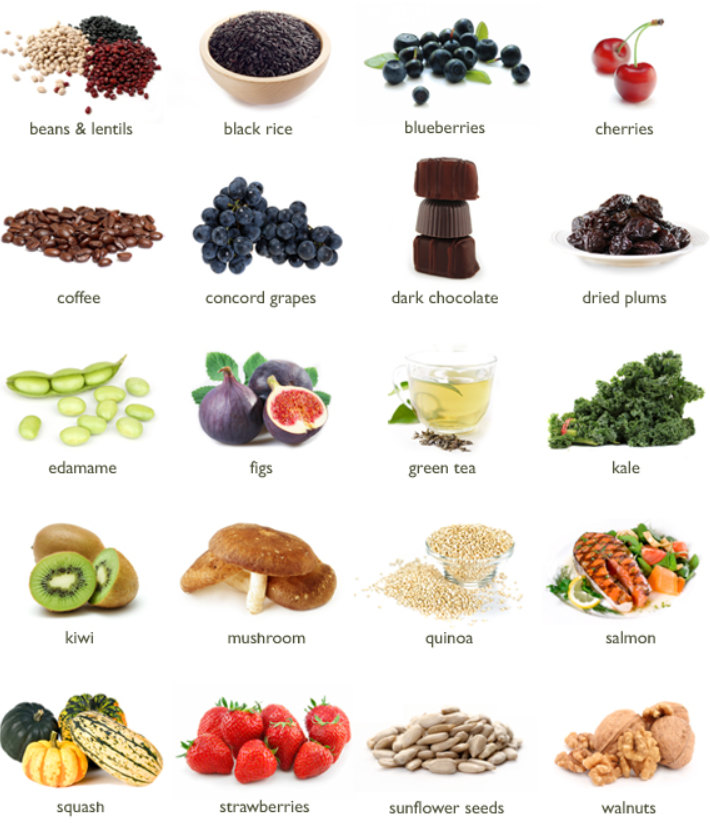 beans & lentils
black rice
blueberries
cherries
coffee
concord grapes
dark chocolate
dried plums
edamame
figs
green tea
kale
kiwi
mushroom
quinoa
salmon
squash
strawberries
sunflower seeds
walnuts